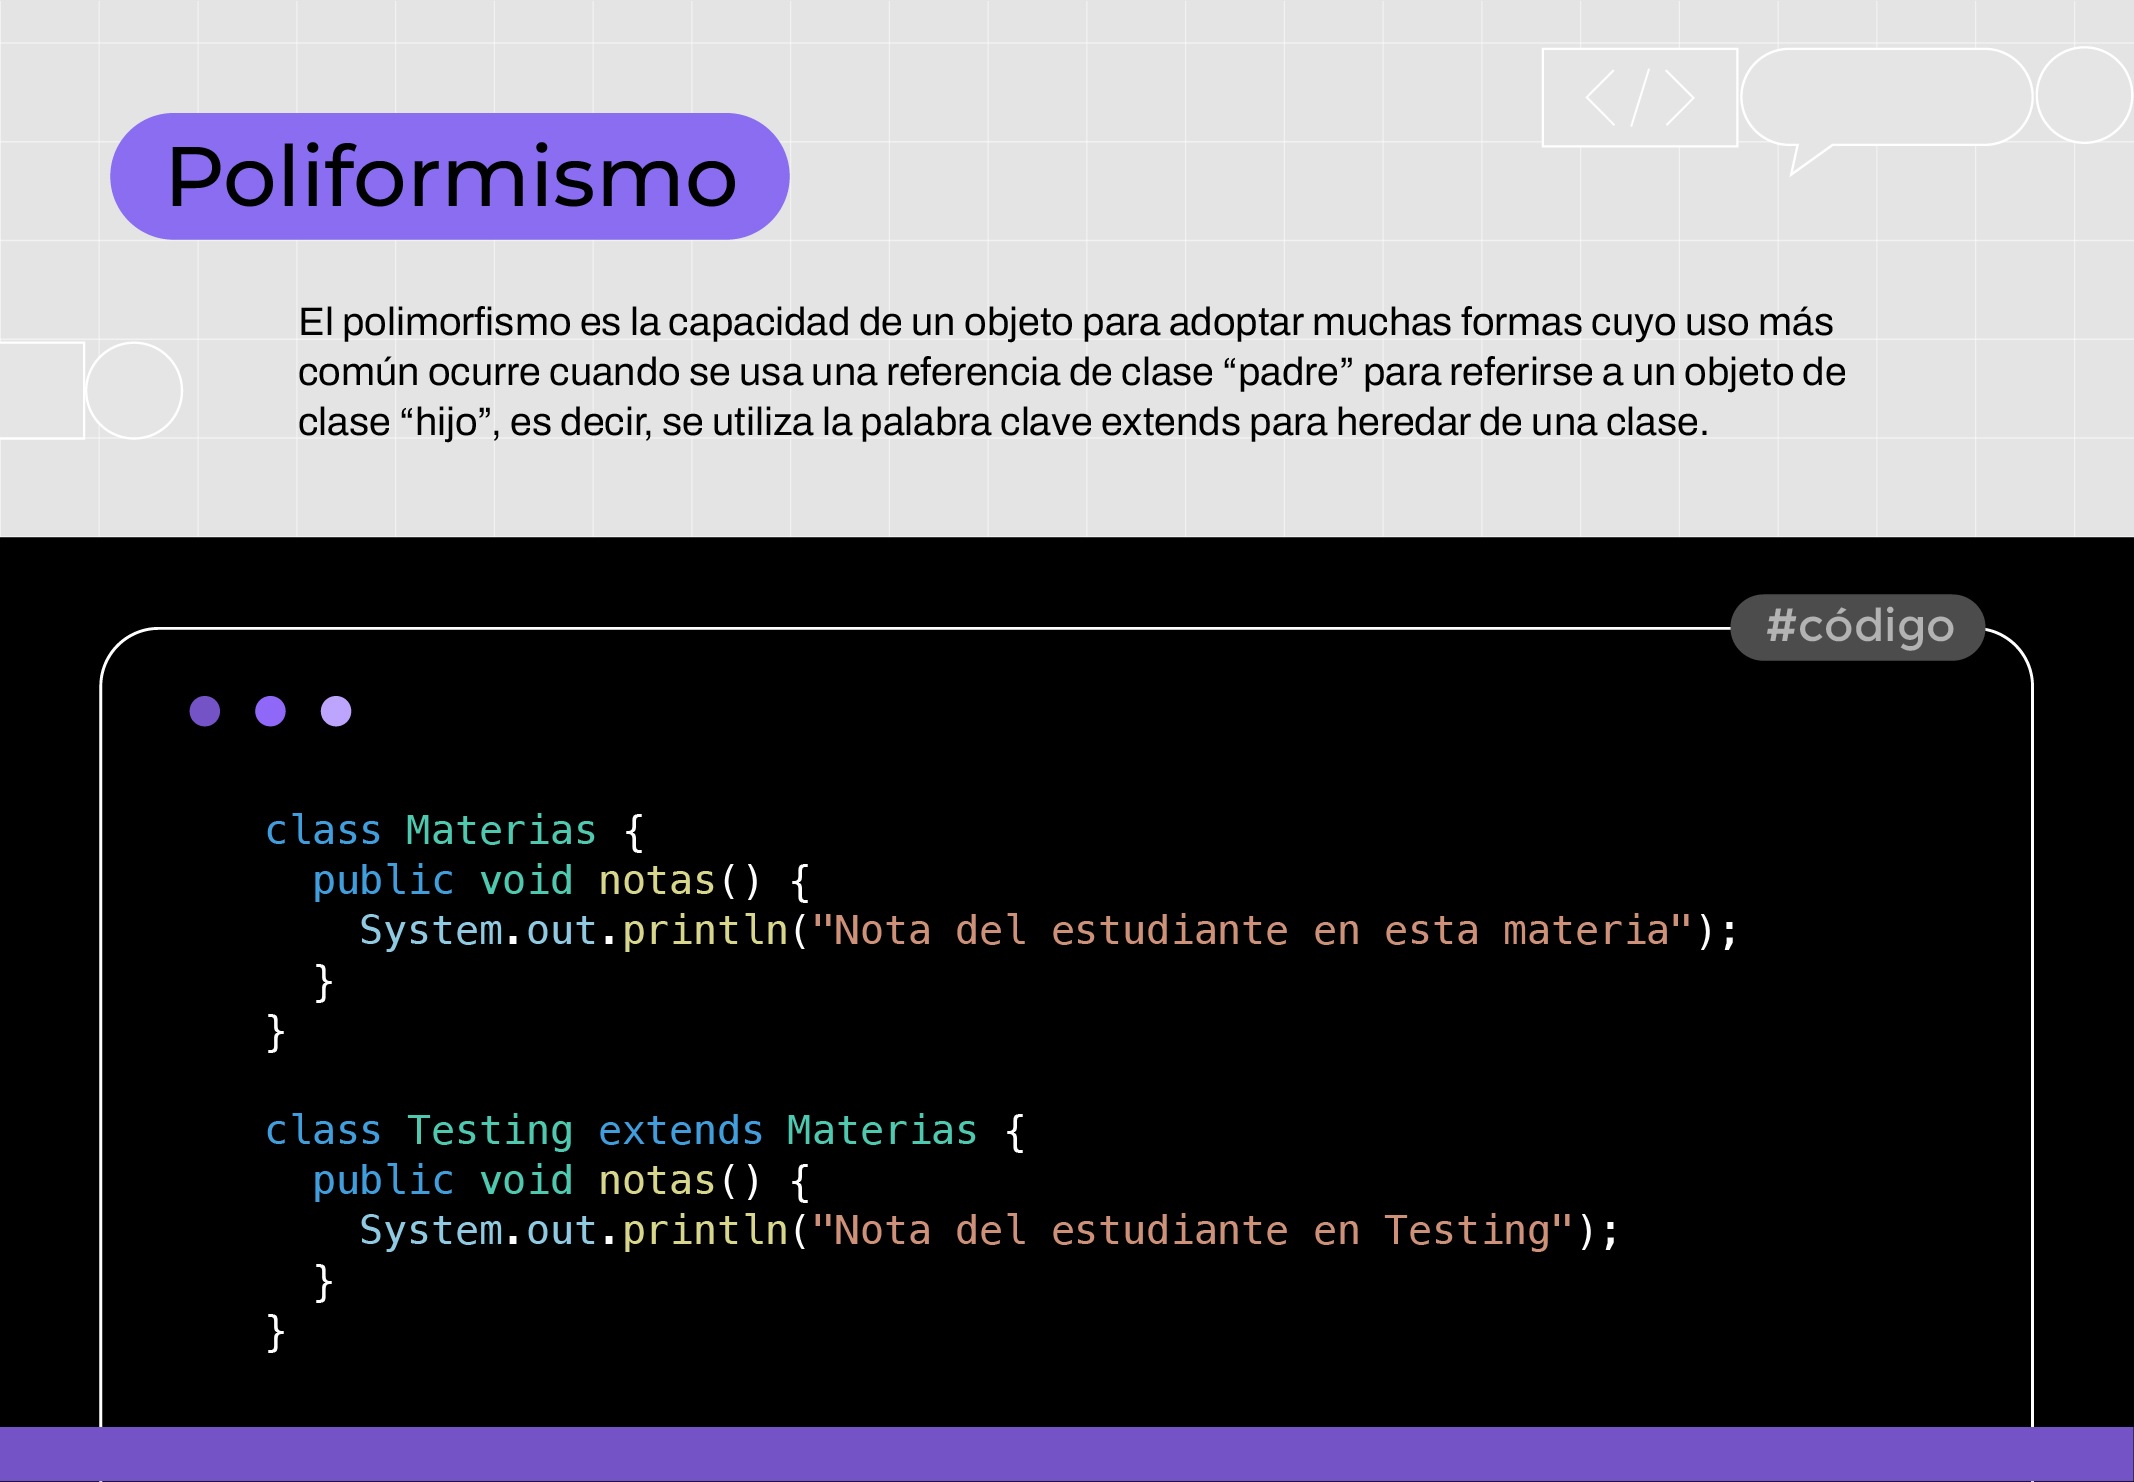 </>
Poliformismo
El polimorfismo es la capacidad de un objeto para adoptar muchas formas cuyo uso más
común ocurre cuando se usa una referencia de clase “padre” para referirse a un objeto de
clase “hijo”, es decir, se utiliza la palabra clave extends para heredar de una clase.
#código
class Materias {
  public void notas() {
    System.out.println("Nota del estudiante en esta materia");
  }
}
class Testing extends Materias {
  public void notas() {
    System.out.println("Nota del estudiante en Testing");
  }
}